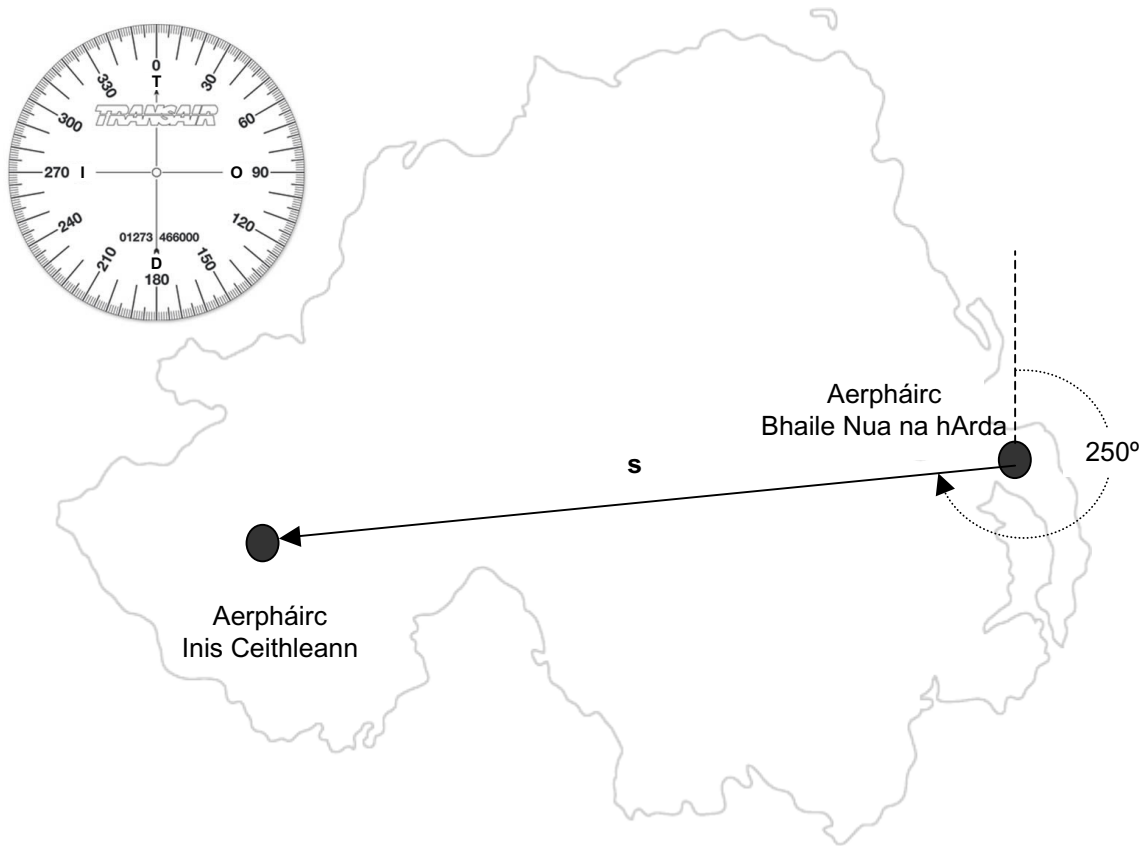 0
30
60
90
120
150
180
210
240
270
300
330
T
TRANSAIR
I
O
01273 466000
D
Aerpháirc
Bhaile Nua na hArda
250º
s
Aerpháirc
Inis Ceithleann